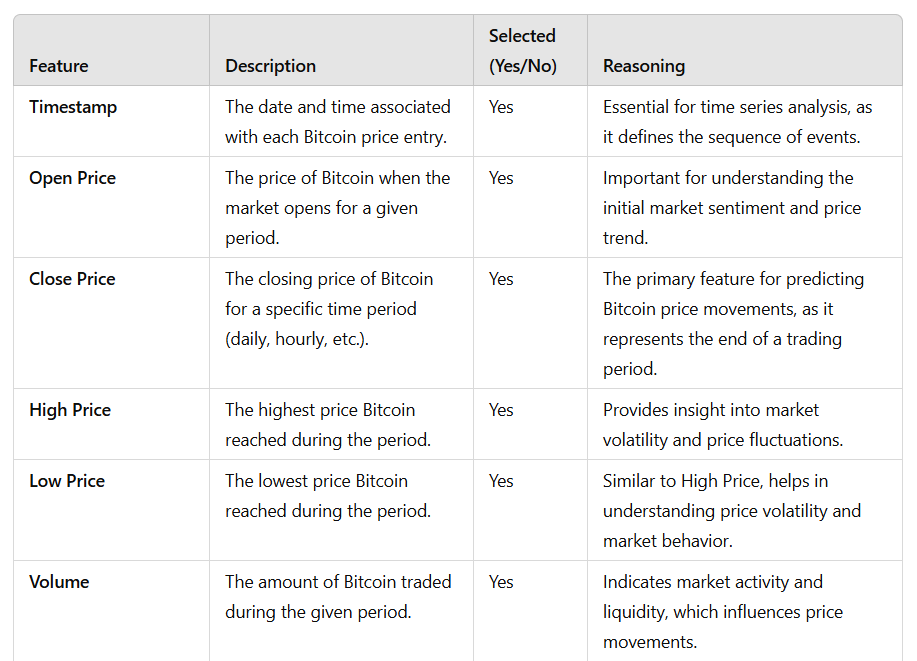 Feature
Description
Selected
(Yes/No)
Reasoning
Timestamp
The date and time associated
with each Bitcoin price entry.
Yes
Essential for time series analysis, as
it defines the sequence of events.
Open Price
The price of Bitcoin when the
market opens for a given
period.
Yes
Important for understanding the
initial market sentiment and price
trend.
Close Price
The closing price of Bitcoin
for a specific time period
(daily, hourly, etc.).
Yes
The primary feature for predicting
Bitcoin price movements, as it
represents the end of a trading
period.
High Price
The highest price Bitcoin
reached during the period.
Yes
Provides insight into market
volatility and price fluctuations.
Low Price
The lowest price Bitcoin
reached during the period.
Yes
Similar to High Price, helps in
understanding price volatility and
market behavior.
Volume
The amount of Bitcoin traded
during the given period.
Yes
Indicates market activity and
liquidity, which influences price
movements.